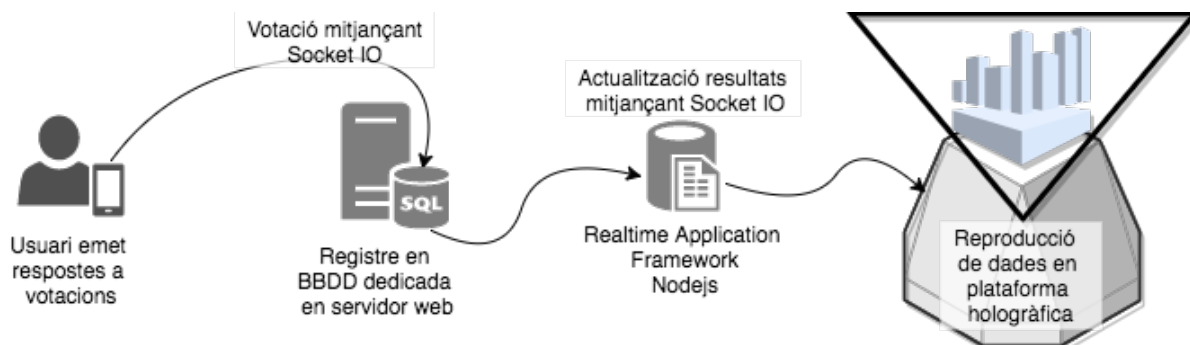 Votació mitjançant
Socket IO
Actualització resultats
mitjançant Socket IO
SQL
Usuari emet
respostes a
votacions
Registre en
BBDD dedicada
en servidor web
Realtime Application
Framework
Nodejs
Reproducció
de dades en
plataforma
hologràfica